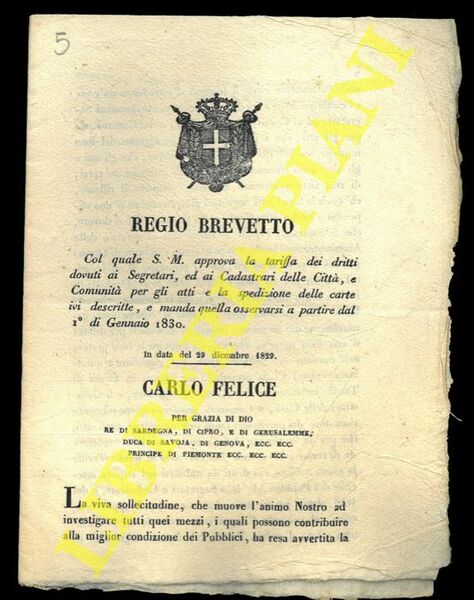 5
REGIO BREVETTO
Col quale S. M. approva la tariffa dei dritti
dovuti ai Segretari, ed ai Cadastrari delle Città, e
Comunità per gli atti e la spedizione delle carte
ivi descritte, e manda quella osservarsi a partire dal
1° di Gennaio 1830.
In data del 29 dicembre 1829.
CARLO FELICE
PER GRAZIA DI DIO
RE DI SARDEGNA, DI CIPRO, E DI GERUSALEMME,
DUCA DI SAVOJA, DI GENOVA, ECC. ECC.
PRINCIPE DI PIEMONTE ECC. ECC. ECC.
La viva sollecitudine, che muove l'animo Nostro ad
investigare tutti quei mezzi, i quali possono contribuire
alla miglior condizione dei Pubblici, ha resa avvertita la
LIBRERIA PIANI